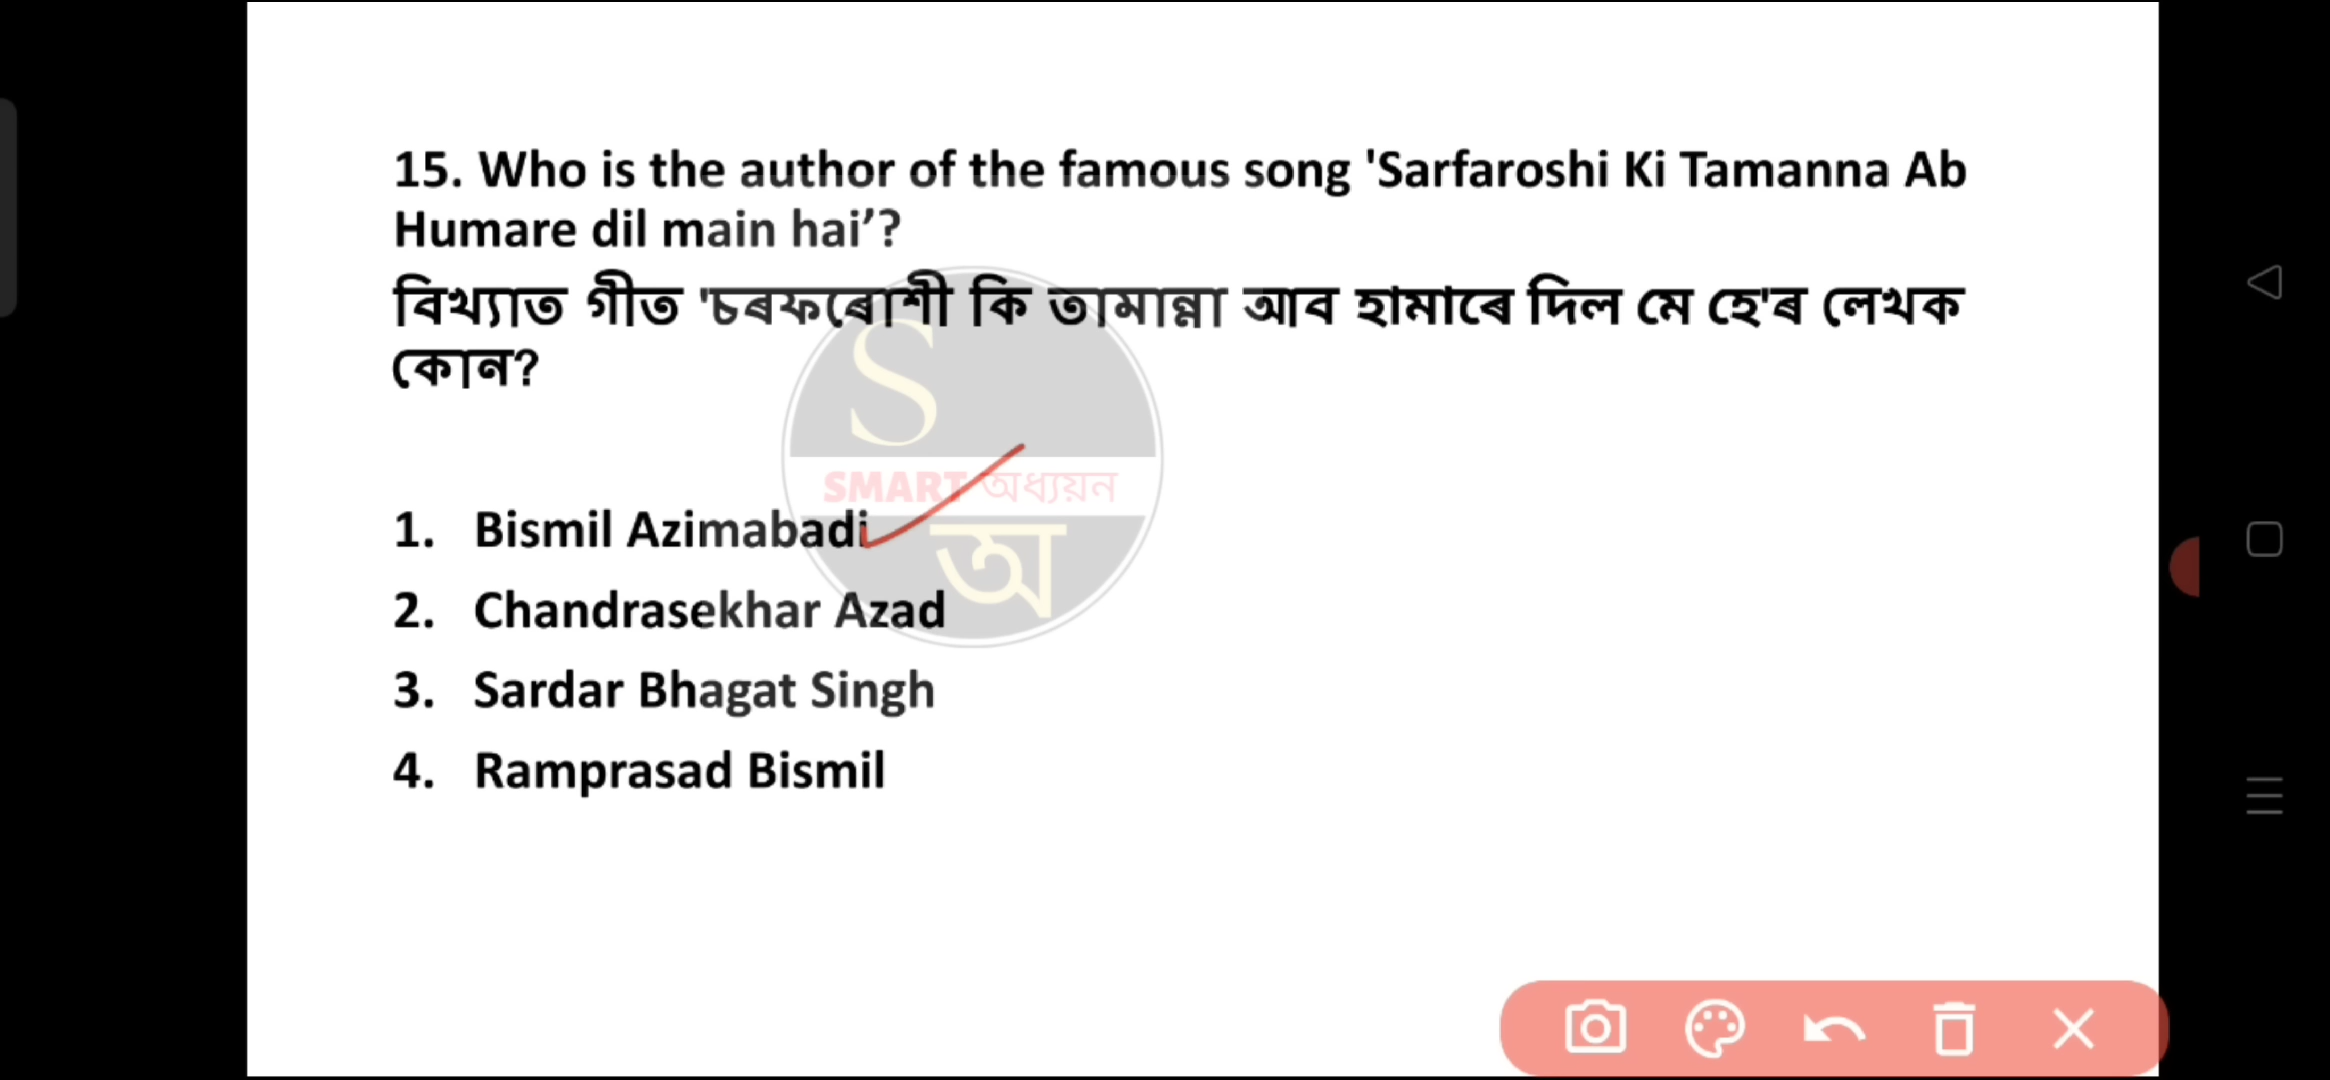 15. Who is the author of the famous song 'Sarfaroshi Ki Tamanna Ab
Humare dil main hai’?
বিখ্যাত গীত 'চৰফৰোশী কি তামান্না আব হামাৰে দিল মে হে'ৰ লেখক
কোন?
S
SMART অধ্যয়ন
অ
1. Bismil Azimabadi
2. Chandrasekhar Azad
3. Sardar Bhagat Singh
4. Ramprasad Bismil